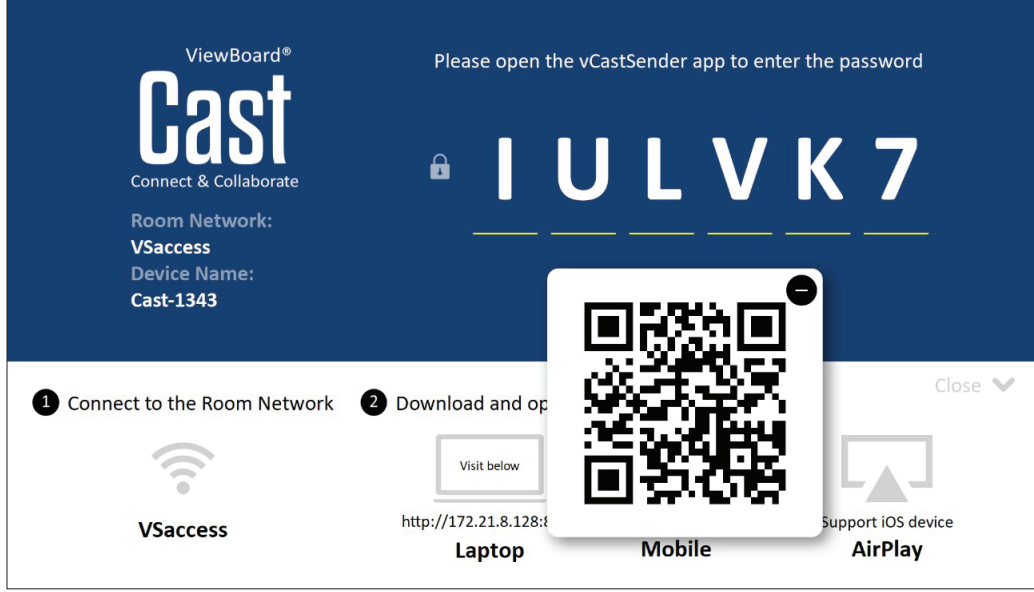 ViewBoard®
Cast
Connect & Collaborate
Room Network:
VSaccess
Device Name:
Cast-1343
Please open the vCastSender app to enter the password
I U L V K 7
Close
1 Connect to the Room Network
VSaccess
2 Download and op
Visit below
http://172.21.8.128:8
Laptop
Mobile
Support iOS device
AirPlay